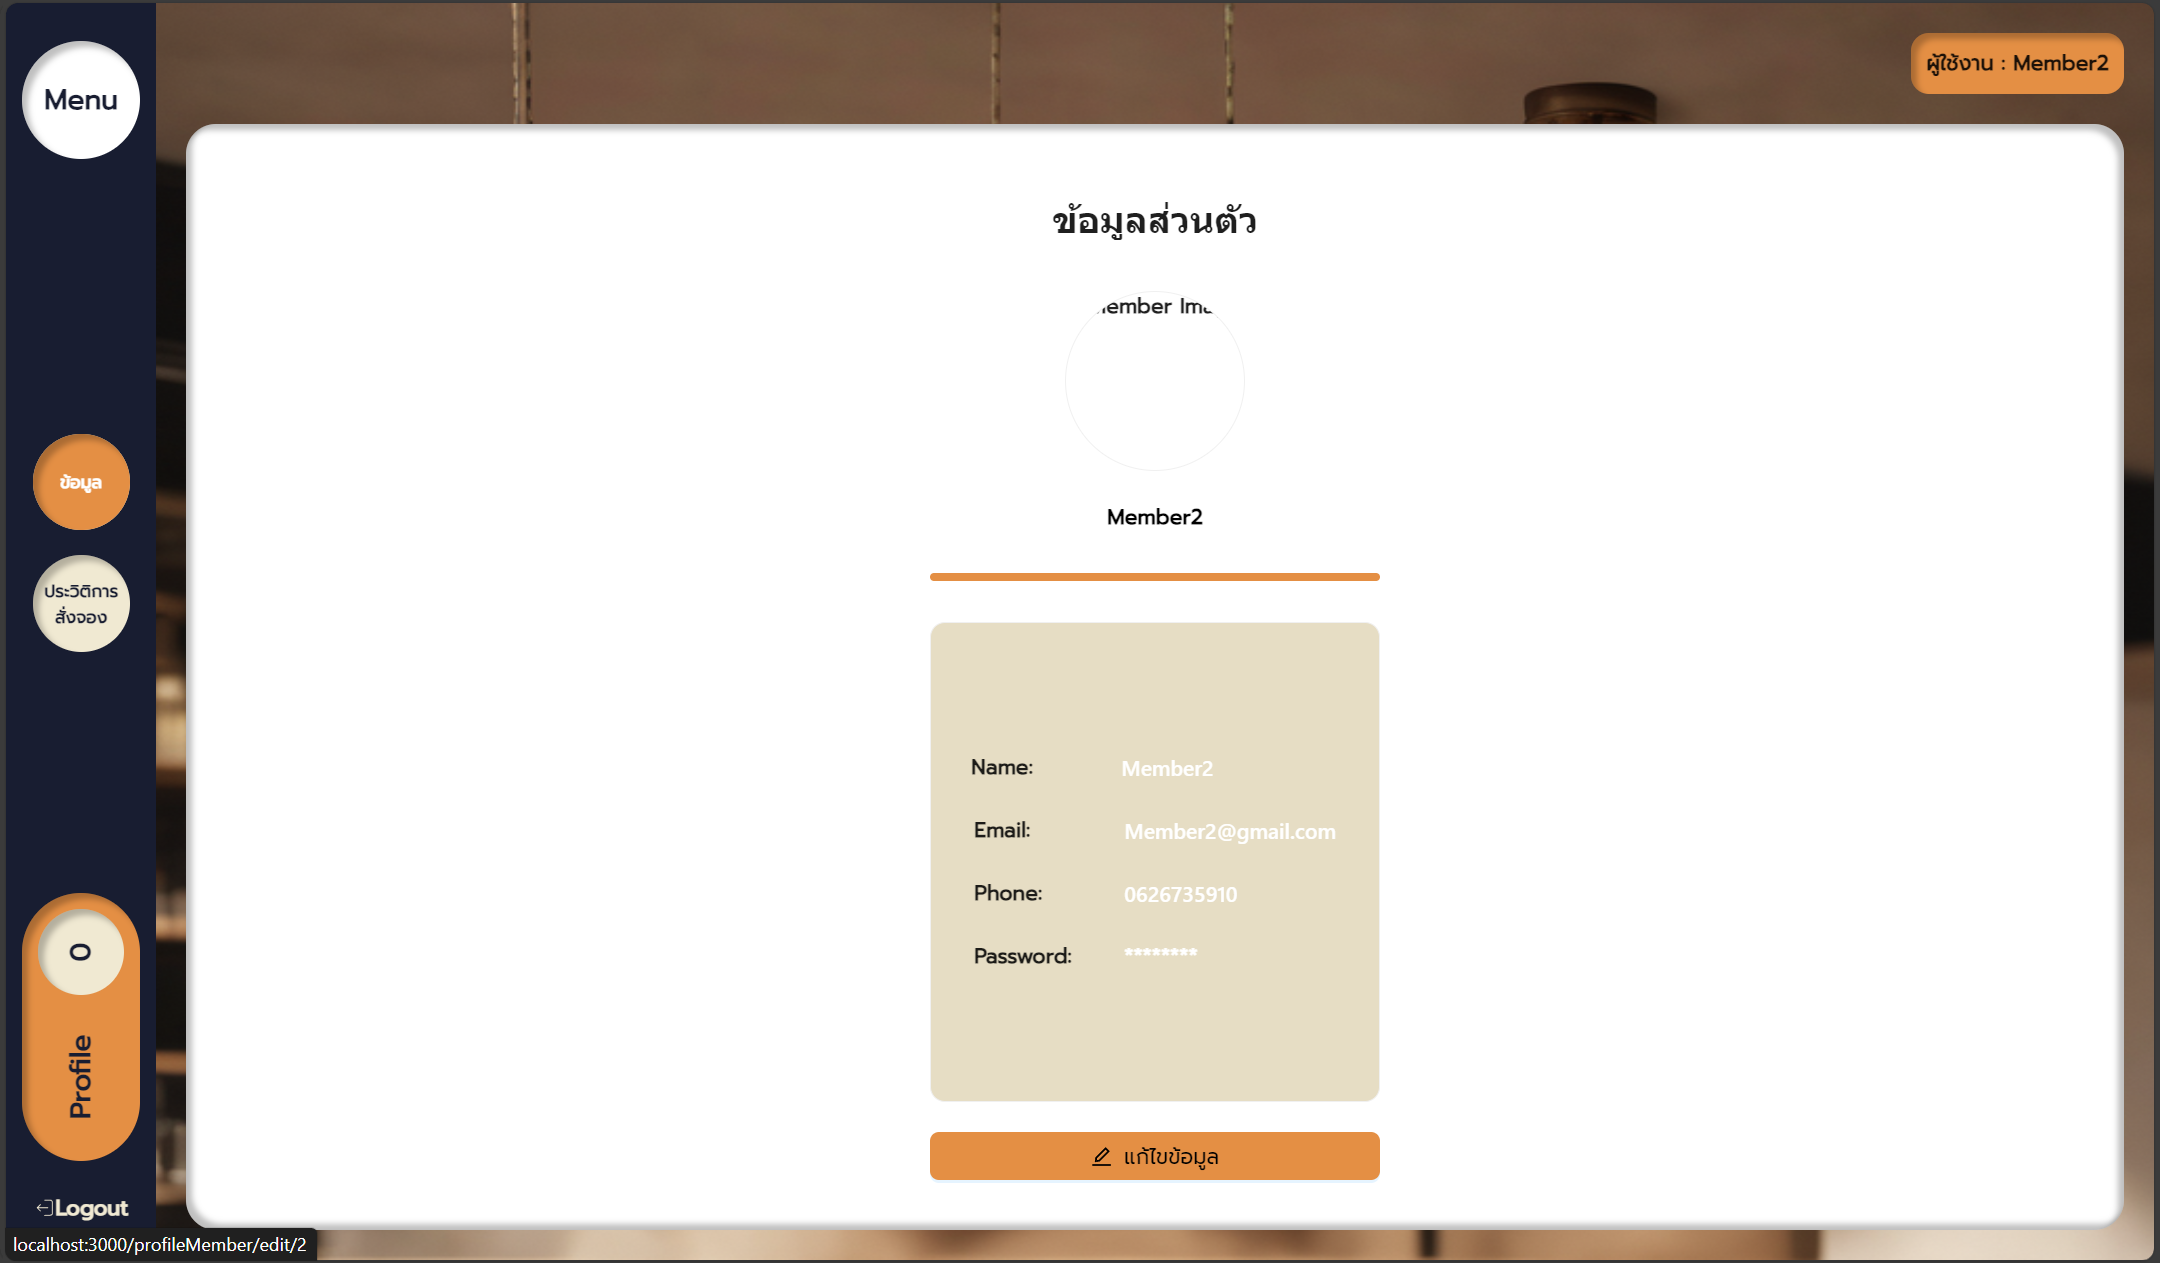 Menu
ผู้ใช้งาน : Member2
ข้อมูลส่วนตัว
ember Ima
Member2
ข้อมูล
ประวิติการ
สั่งจอง
Name: Member2
Email: Member2@gmail.com
Phone: 0626735910
Password: ********
0
Profile
แก้ไขข้อมูล
Logout
localhost:3000/profileMember/edit/2